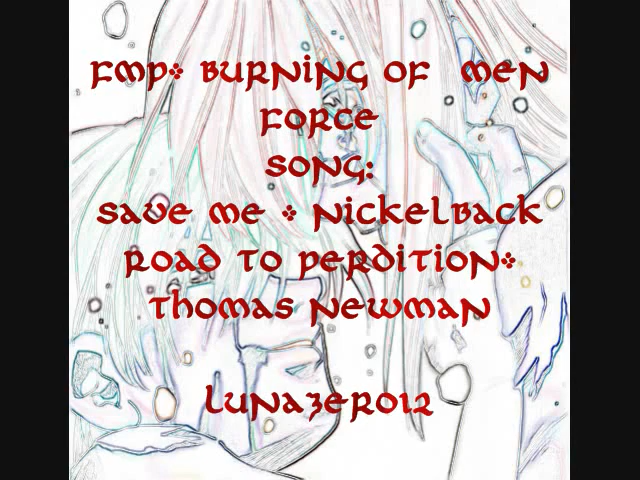 FMP* BURNING OF MEN
FORCE
SONG:
SAVE ME * NICKELBACK
ROAD TO PERDITION*
THOMAS NEWMAN
LUNAZERO12